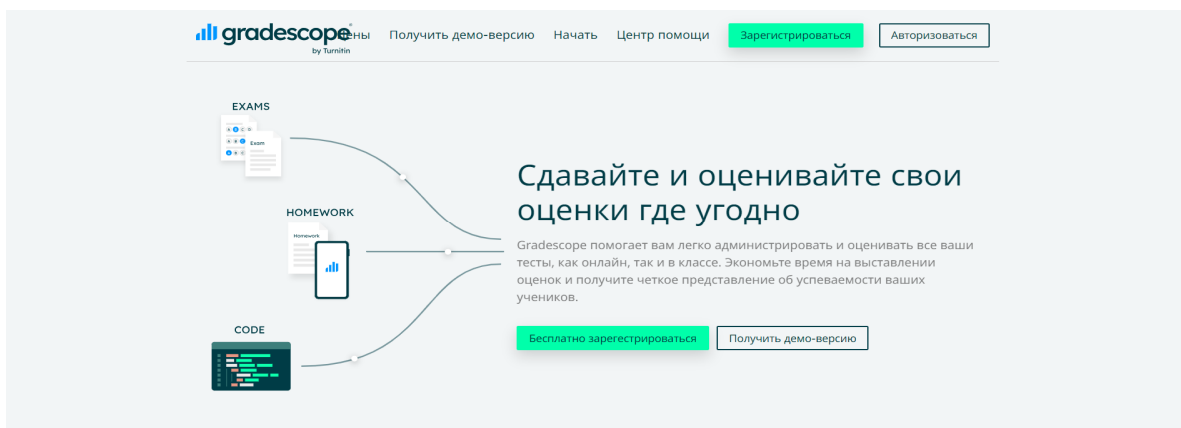 gradescope
by Turnitin
ены Получить демо-версию Начать Центр помощи Зарегистрироваться Авторизоваться
EXAMS
Exam
HOMEWORK
Homework
CODE
Сдавайте и оценивайте свои
оценки где угодно
Gradescope помогает вам легко администрировать и оценивать все ваши
тесты, как онлайн, так и в классе. Экономьте время на выставлении
оценок и получите четкое представление об успеваемости ваших
учеников.
Бесплатно зарегестрироваться Получить демо-версию